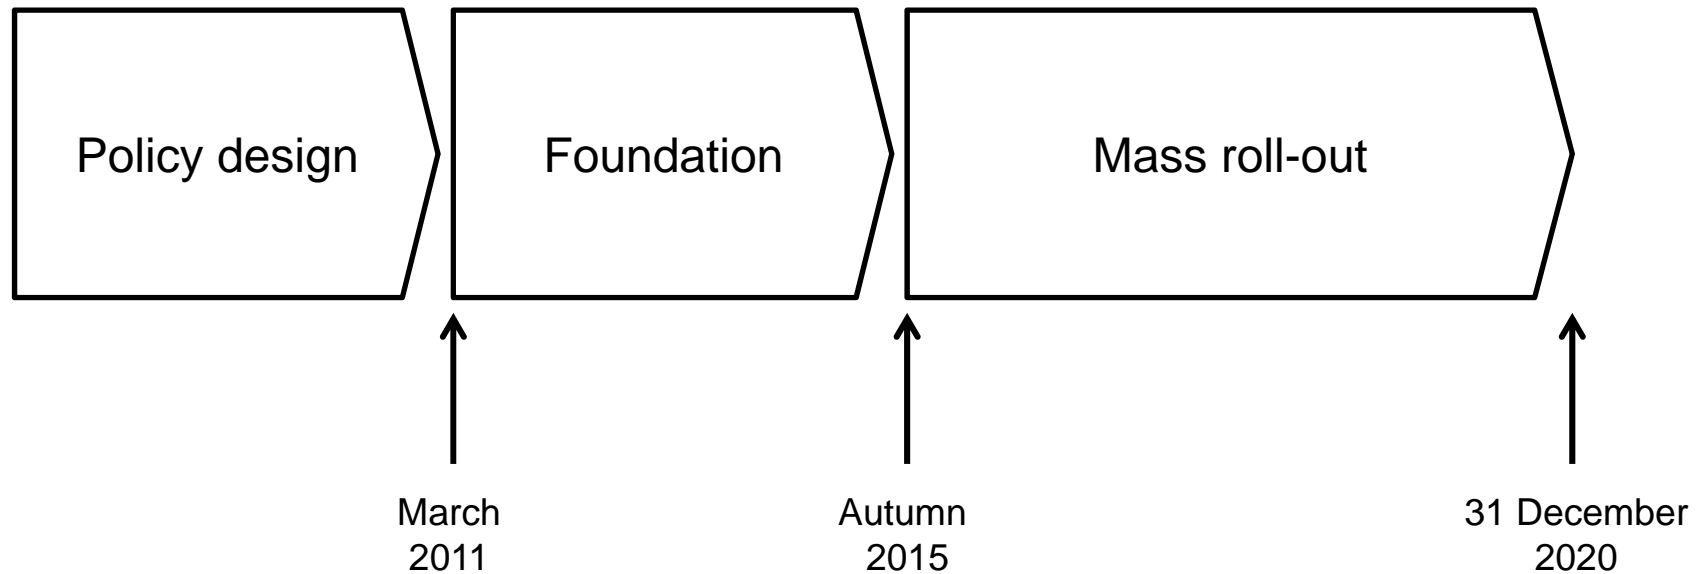 Policy design
Foundation
Mass roll-out
March
2011
Autumn
2015
31 December
2020